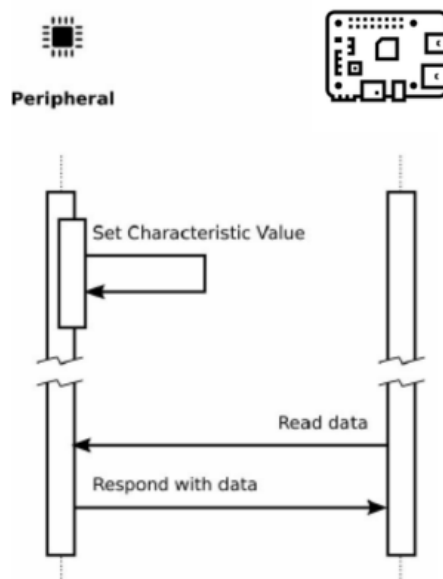 Peripheral
Set Characteristic Value
Read data
Respond with data